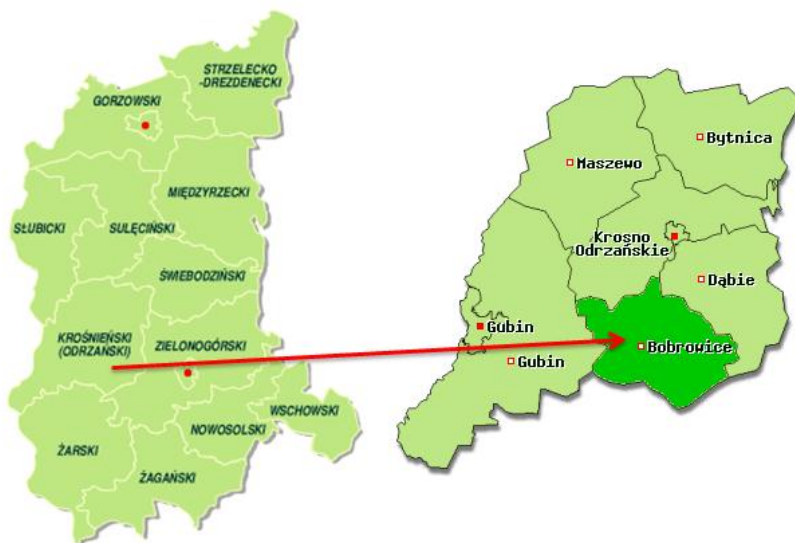 STRZELECKO
-DREZDENECKI
GORZOWSKI
MIĘDZYRZECKI
SŁUBICKI
SULĘCIŃSKI
ŚWIEBODZIŃSKI
KROŚNIEŃSKI
(ODRZAŃSKI)
ZIELONOGÓRSKI
WSCHOWSKI
NOWOSOLSKI
ŻARSKI
ŻAGAŃSKI
Bytnica
Maszewo
Krosno
Odrzańskie
Dąbie
Gubin
Bobrowice
Gubin